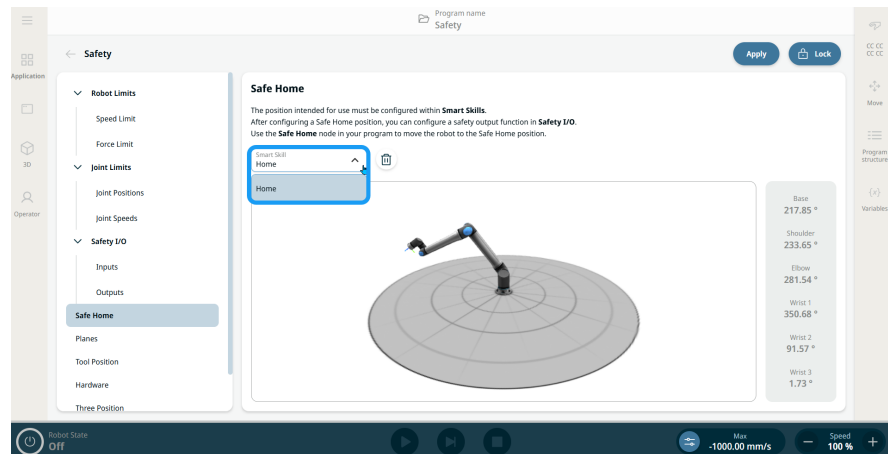 Program name
Safety
Safety
Apply
Lock
Application
3D
Operator
Robot Limits
Speed Limit
Force Limit
Joint Limits
Joint Positions
Joint Speeds
Safety I/O
Inputs
Outputs
Safe Home
Planes
Tool Position
Hardware
Three Position
Safe Home
The position intended for use must be configured within Smart Skills.
After configuring a Safe Home position, you can configure a safety output function in Safety I/O.
Use the Safe Home node in your program to move the robot to the Safe Home position.
Smart Skill
Home
Home
Base
217.85 °
Shoulder
233.65 °
Elbow
281.54 °
Wrist 1
350.68 °
Wrist 2
91.57 °
Wrist 3
1.73 °
CC CC
CC CC
Move
Program
structure
{x}
Variables
Robot State
Off
Max
-1000.00 mm/s
Speed
100 %